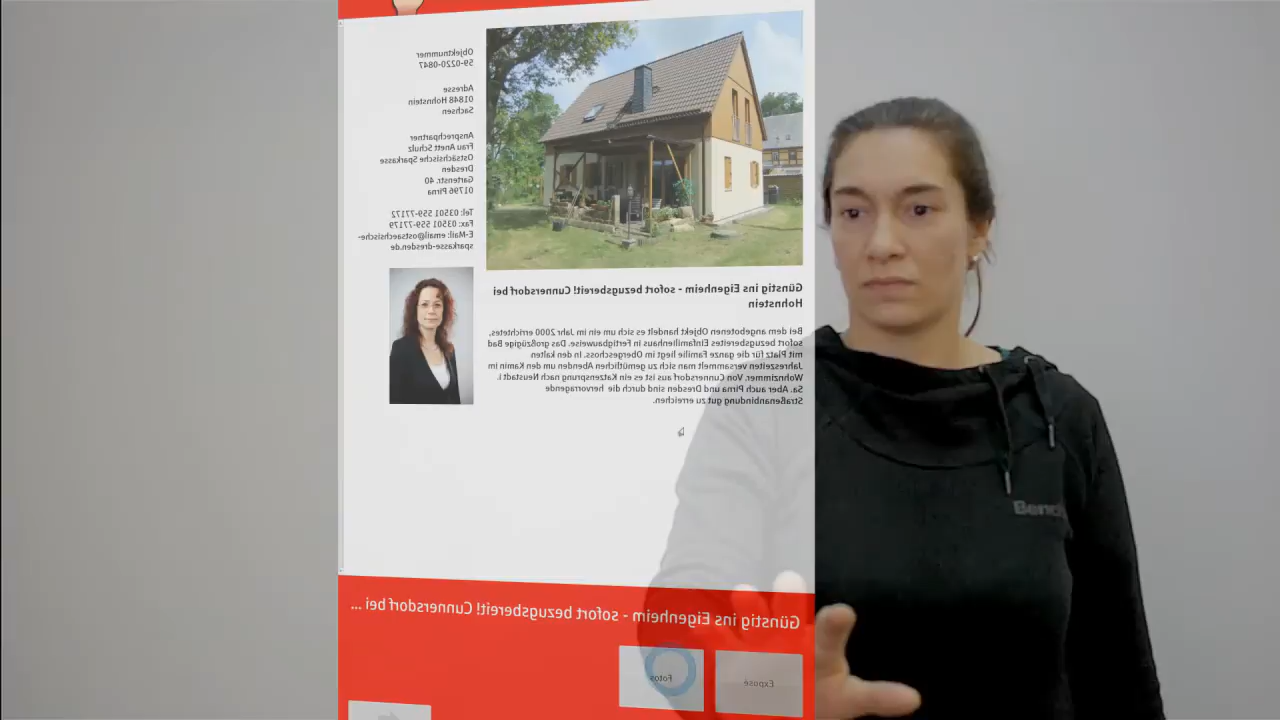 Objektnummer
59-0220-0847
Adresse
01848 Hohnstein
Sachsen
Ansprechpartner
Frau Anett Schulz
Ostsächsische Sparkasse
Dresden
Gartenstr. 40
01796 Pirna
Tel: 03501 559-77172
Fax: 03501 559-77179
E-Mail: email@ostsaechsische-
sparkasse-dresden.de
Günstig ins Eigenheim - sofort bezugsbereit! Cunnersdorf bei
Hohnstein
Bei dem angebotenen Objekt handelt es sich um ein im Jahr 2000 errichtetes,
sofort bezugsbereites Einfamilienhaus in Fertigbauweise. Das großzügige Bad
mit Platz für die ganze Familie liegt im Obergeschoss. In den kalten
Jahreszeiten versammelt man sich zu gemütlichen Abenden um den Kamin im
Wohnzimmer. Von Cunnersdorf aus ist es ein Katzensprung nach Neustadt i.
Sa. Aber auch Pirna und Dresden sind durch die hervorragende
Straßenanbindung gut zu erreichen.
Günstig ins Eigenheim - sofort bezugsbereit! Cunnersdorf bei ...
Exposé
Fotos
Bench